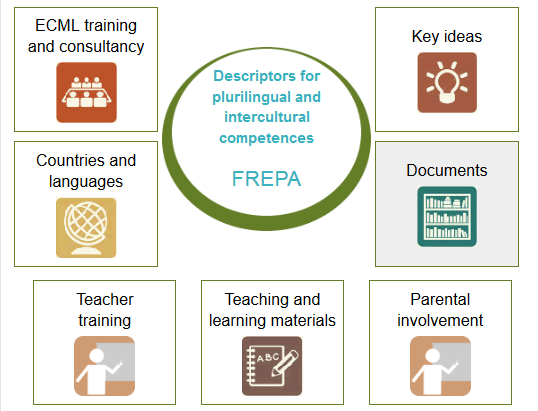 ECML training
and consultancy
Descriptors for
plurilingual and
intercultural
competences
FREPA
Key ideas
Countries and
languages
Documents
Teacher
training
Teaching and
learning materials
ABC
Parental
involvement